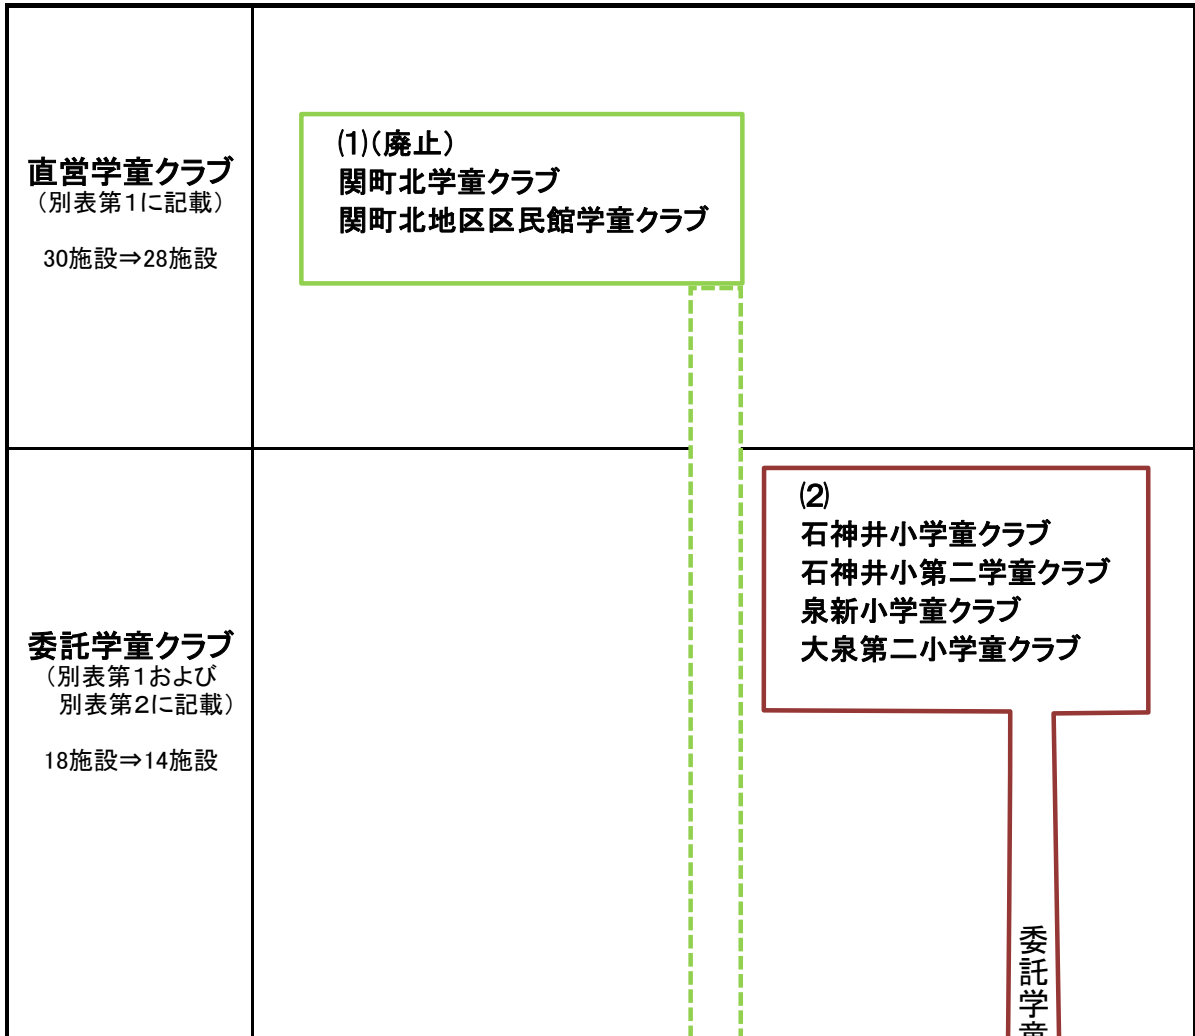 直営学童クラブ
（別表第１に記載）
30施設⇒28施設
⑴（廃止）
関町北学童クラブ
関町北地区区民館学童クラブ
委託学童クラブ
（別表第１および
別表第２に記載）
18施設⇒14施設
⑵
石神井小学童クラブ
石神井小第二学童クラブ
泉新小学童クラブ
大泉第二小学童クラブ
委託学童